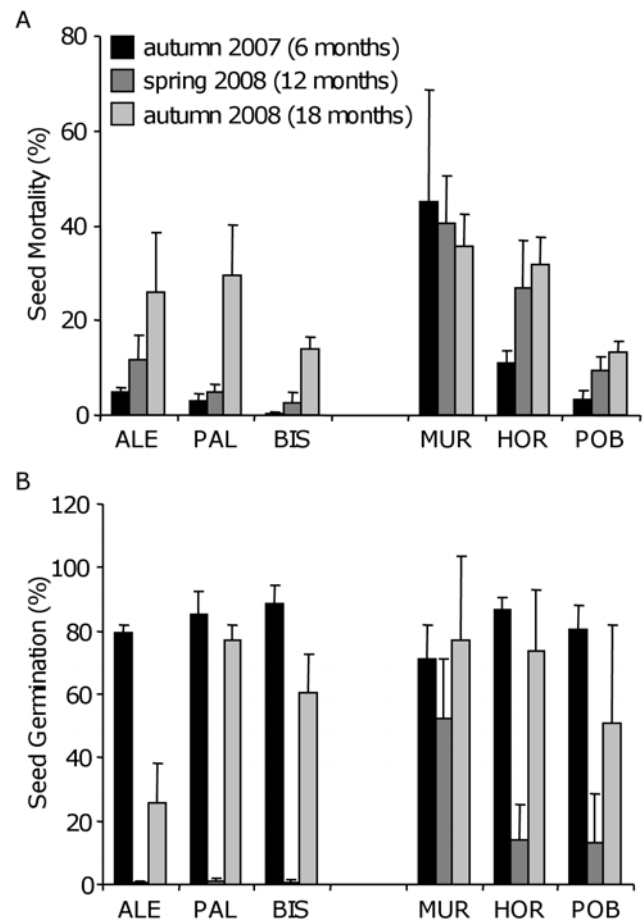 A
80
60
40
20
0
Seed Mortality (%)
autumn 2007 (6 months)
spring 2008 (12 months)
autumn 2008 (18 months)
ALE PAL BIS MUR HOR POB
B
120
100
80
60
40
20
0
Seed Germination (%)
ALE PAL BIS MUR HOR POB